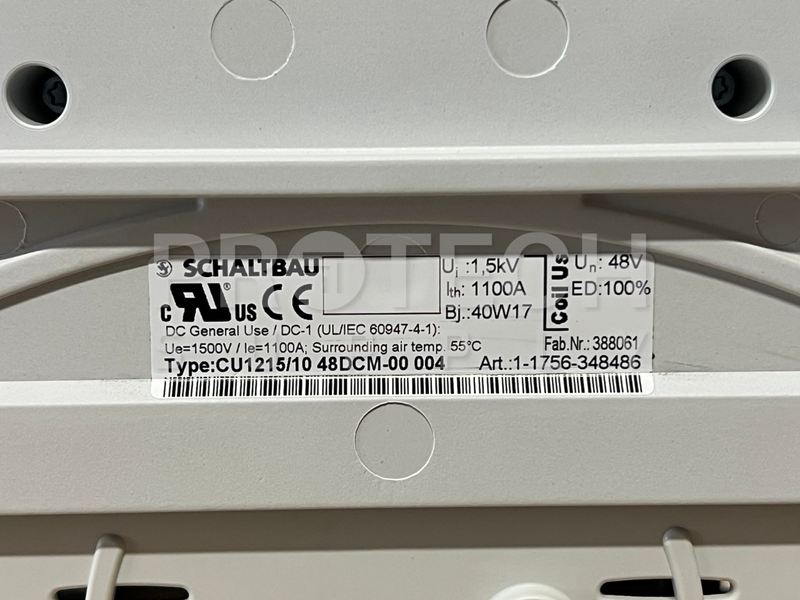 PROTECH
SCHALTBAU
Ui :1,5kV
Un: 48V
Ith: 1100A
ED:100%
Coil Us
C RU® US CE
Bj.:40W17
DC General Use / DC-1 (UL/IEC 60947-4-1):
Ue=1500V / Ie=1100A; Surrounding air temp. 55°C
Fab.Nr.: 388061
Type:CU1215/10 48DCM-00 004
Art.:1-1756-348486